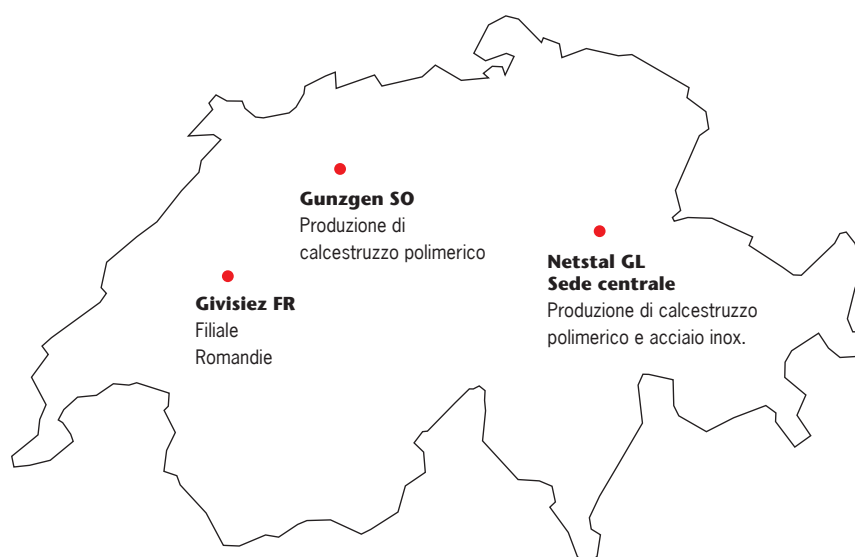 Gunzgen SO
Produzione di
calcestruzzo polimerico
Netstal GL
Sede centrale
Produzione di calcestruzzo
polimerico e acciaio inox.
Givisiez FR
Filiale
Romandie